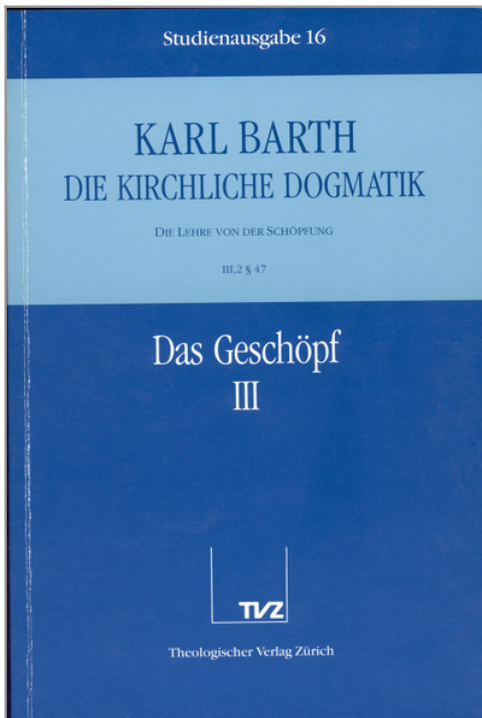 Studienausgabe 16
KARL BARTH
DIE KIRCHLICHE DOGMATIK
DIE LEHRE VON DER SCHÖPFUNG
III,2 § 47
Das Geschöpf
III
TVZ
Theologischer Verlag Zürich